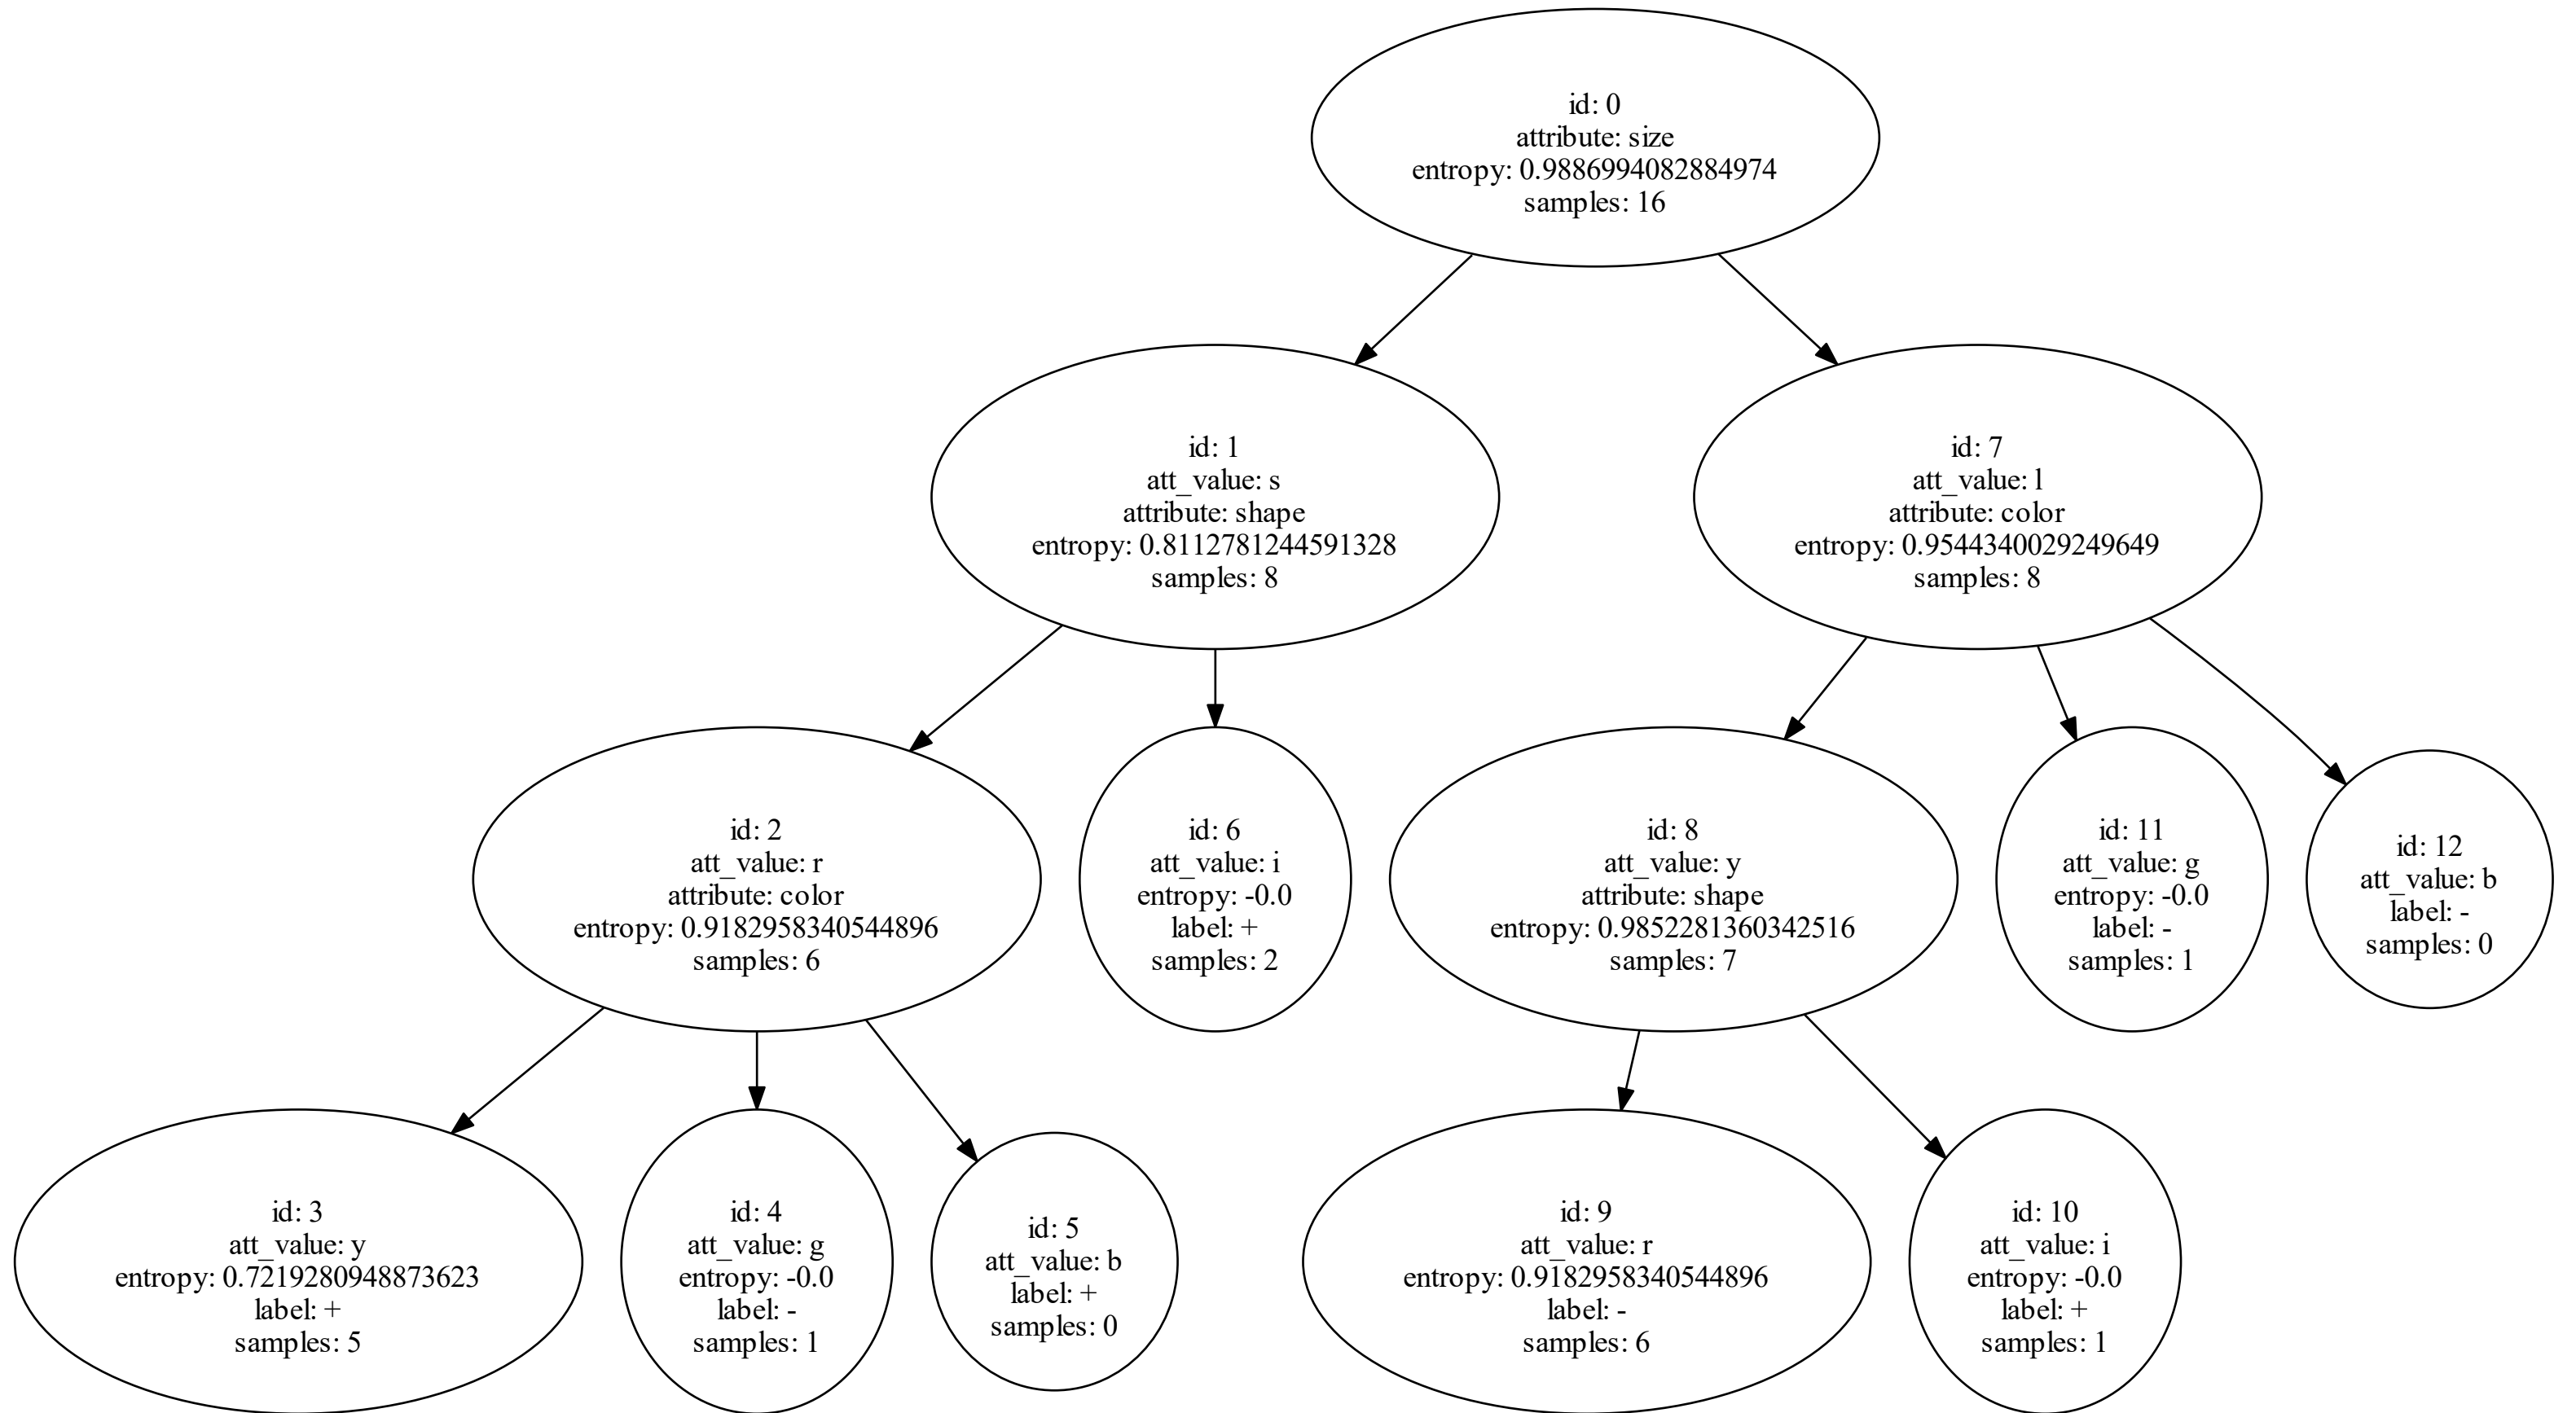 id: 0
attribute: size
entropy: 0.9886994082884974
samples: 16
id: 1
att_value: s
attribute: shape
entropy: 0.8112781244591328
samples: 8
id: 7
att_value: l
attribute: color
entropy: 0.9544340029249649
samples: 8
id: 2
att_value: r
attribute: color
entropy: 0.9182958340544896
samples: 6
id: 6
att_value: i
entropy: -0.0
label: +
samples: 2
id: 8
att_value: y
attribute: shape
entropy: 0.9852281360342516
samples: 7
id: 11
att_value: g
entropy: -0.0
label: -
samples: 1
id: 12
att_value: b
label: -
samples: 0
id: 3
att_value: y
entropy: 0.7219280948873623
label: +
samples: 5
id: 4
att_value: g
entropy: -0.0
label: -
samples: 1
id: 5
att_value: b
label: +
samples: 0
id: 9
att_value: r
entropy: 0.9182958340544896
label: -
samples: 6
id: 10
att_value: i
entropy: -0.0
label: +
samples: 1